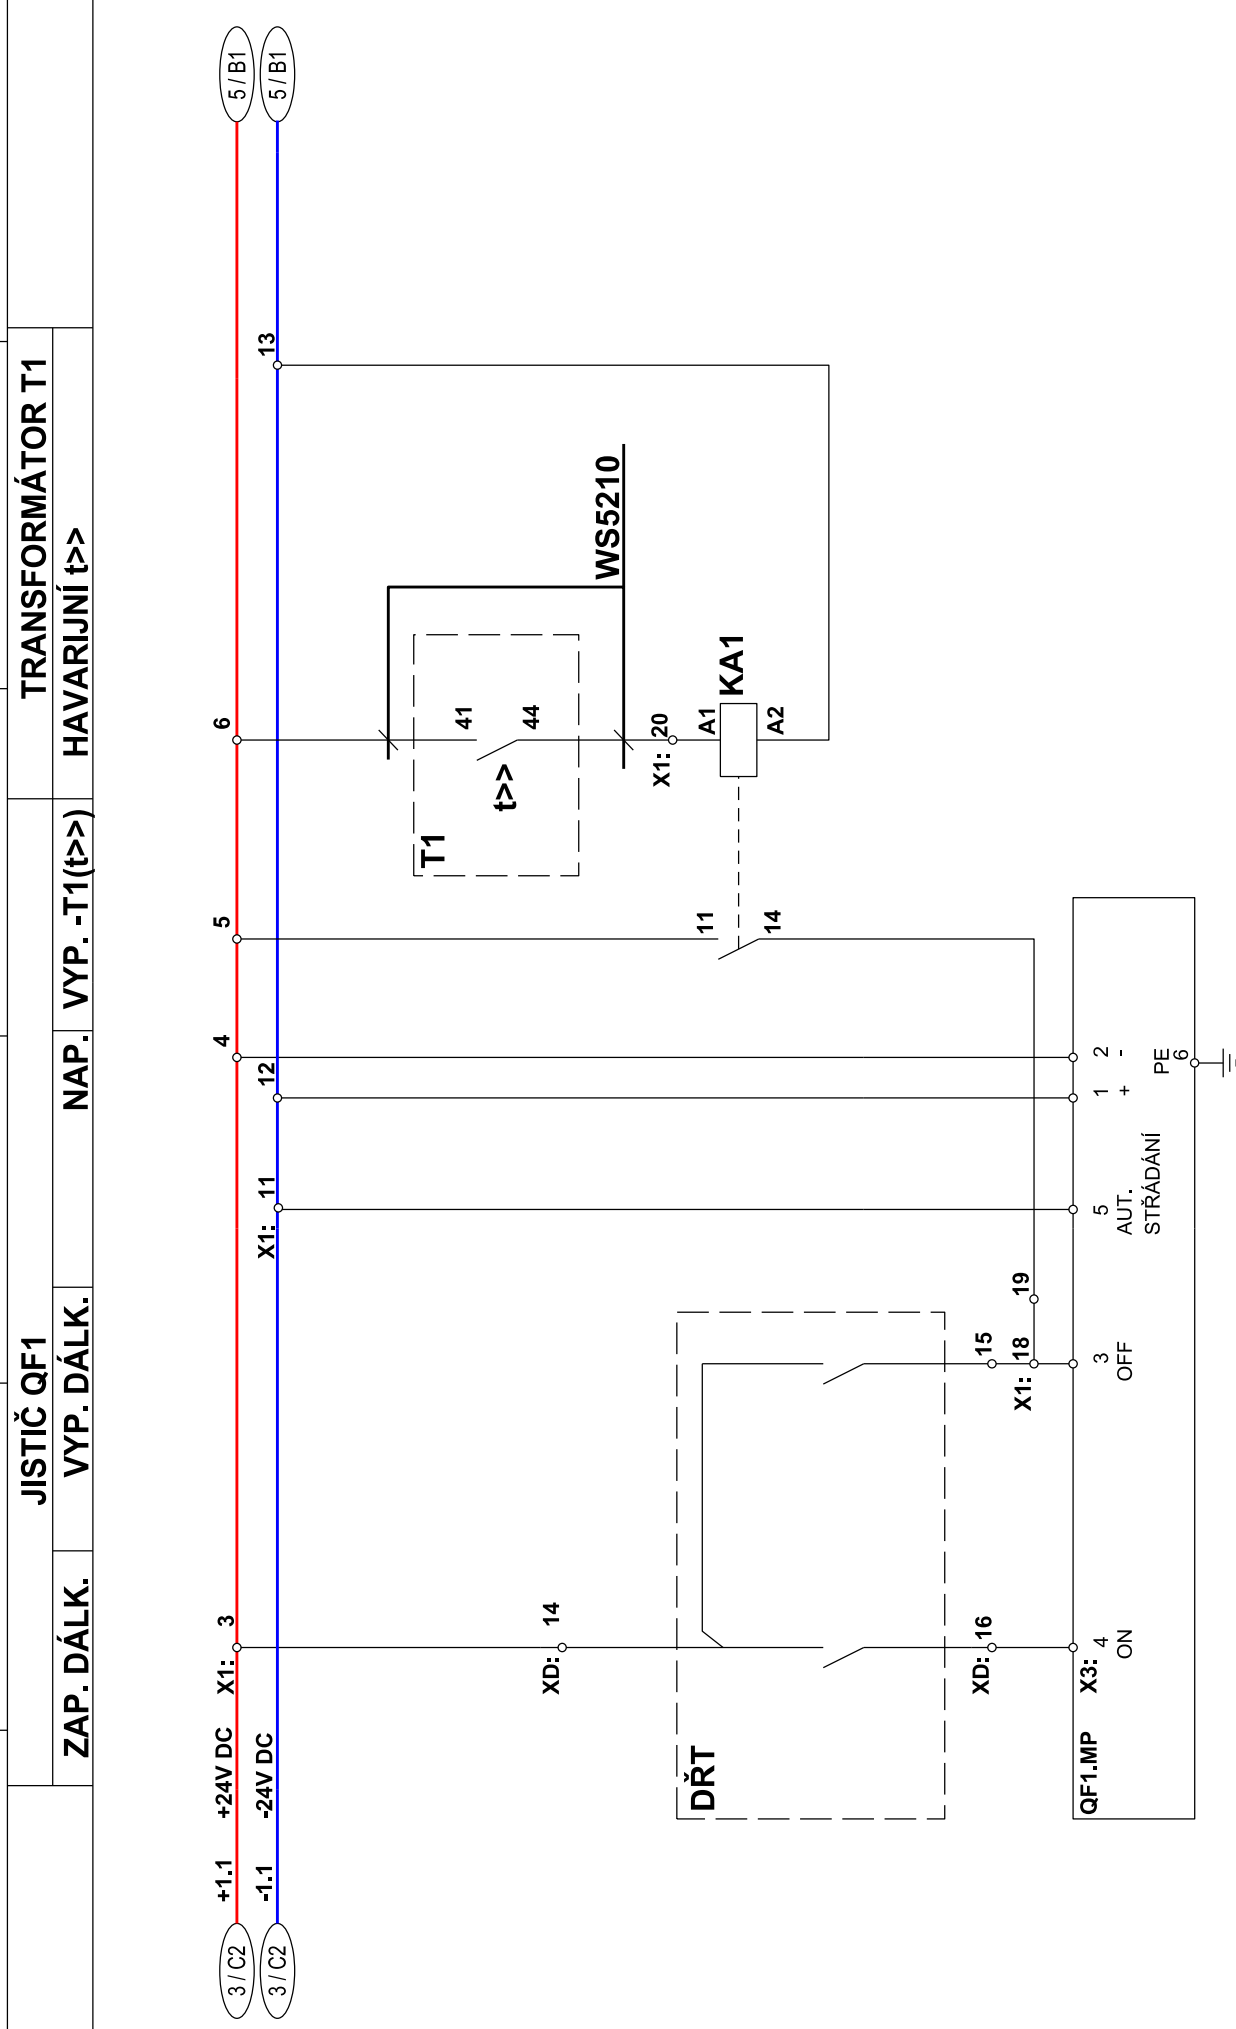 JISTIČ QF1
TRANSFORMÁTOR T1
ZAP. DÁLK.
VYP. DÁLK.
NAP.
VYP. -T1(t>>)
HAVARIJNÍ t>>
3 / C2
+1.1
+24V DC
X1:
3
4
5
6
5 / B1
3 / C2
-1.1
-24V DC
X1:
11
12
13
5 / B1
T1
41
44
t>>
WS5210
XD:
14
X1:
20
A1
A2
KA1
11
14
DŘT
XD:
16
15
X1:
18
19
QF1.MP
X3:
4
ON
3
OFF
5
AUT.
STŘÁDÁNÍ
1
+
2
-
PE
6